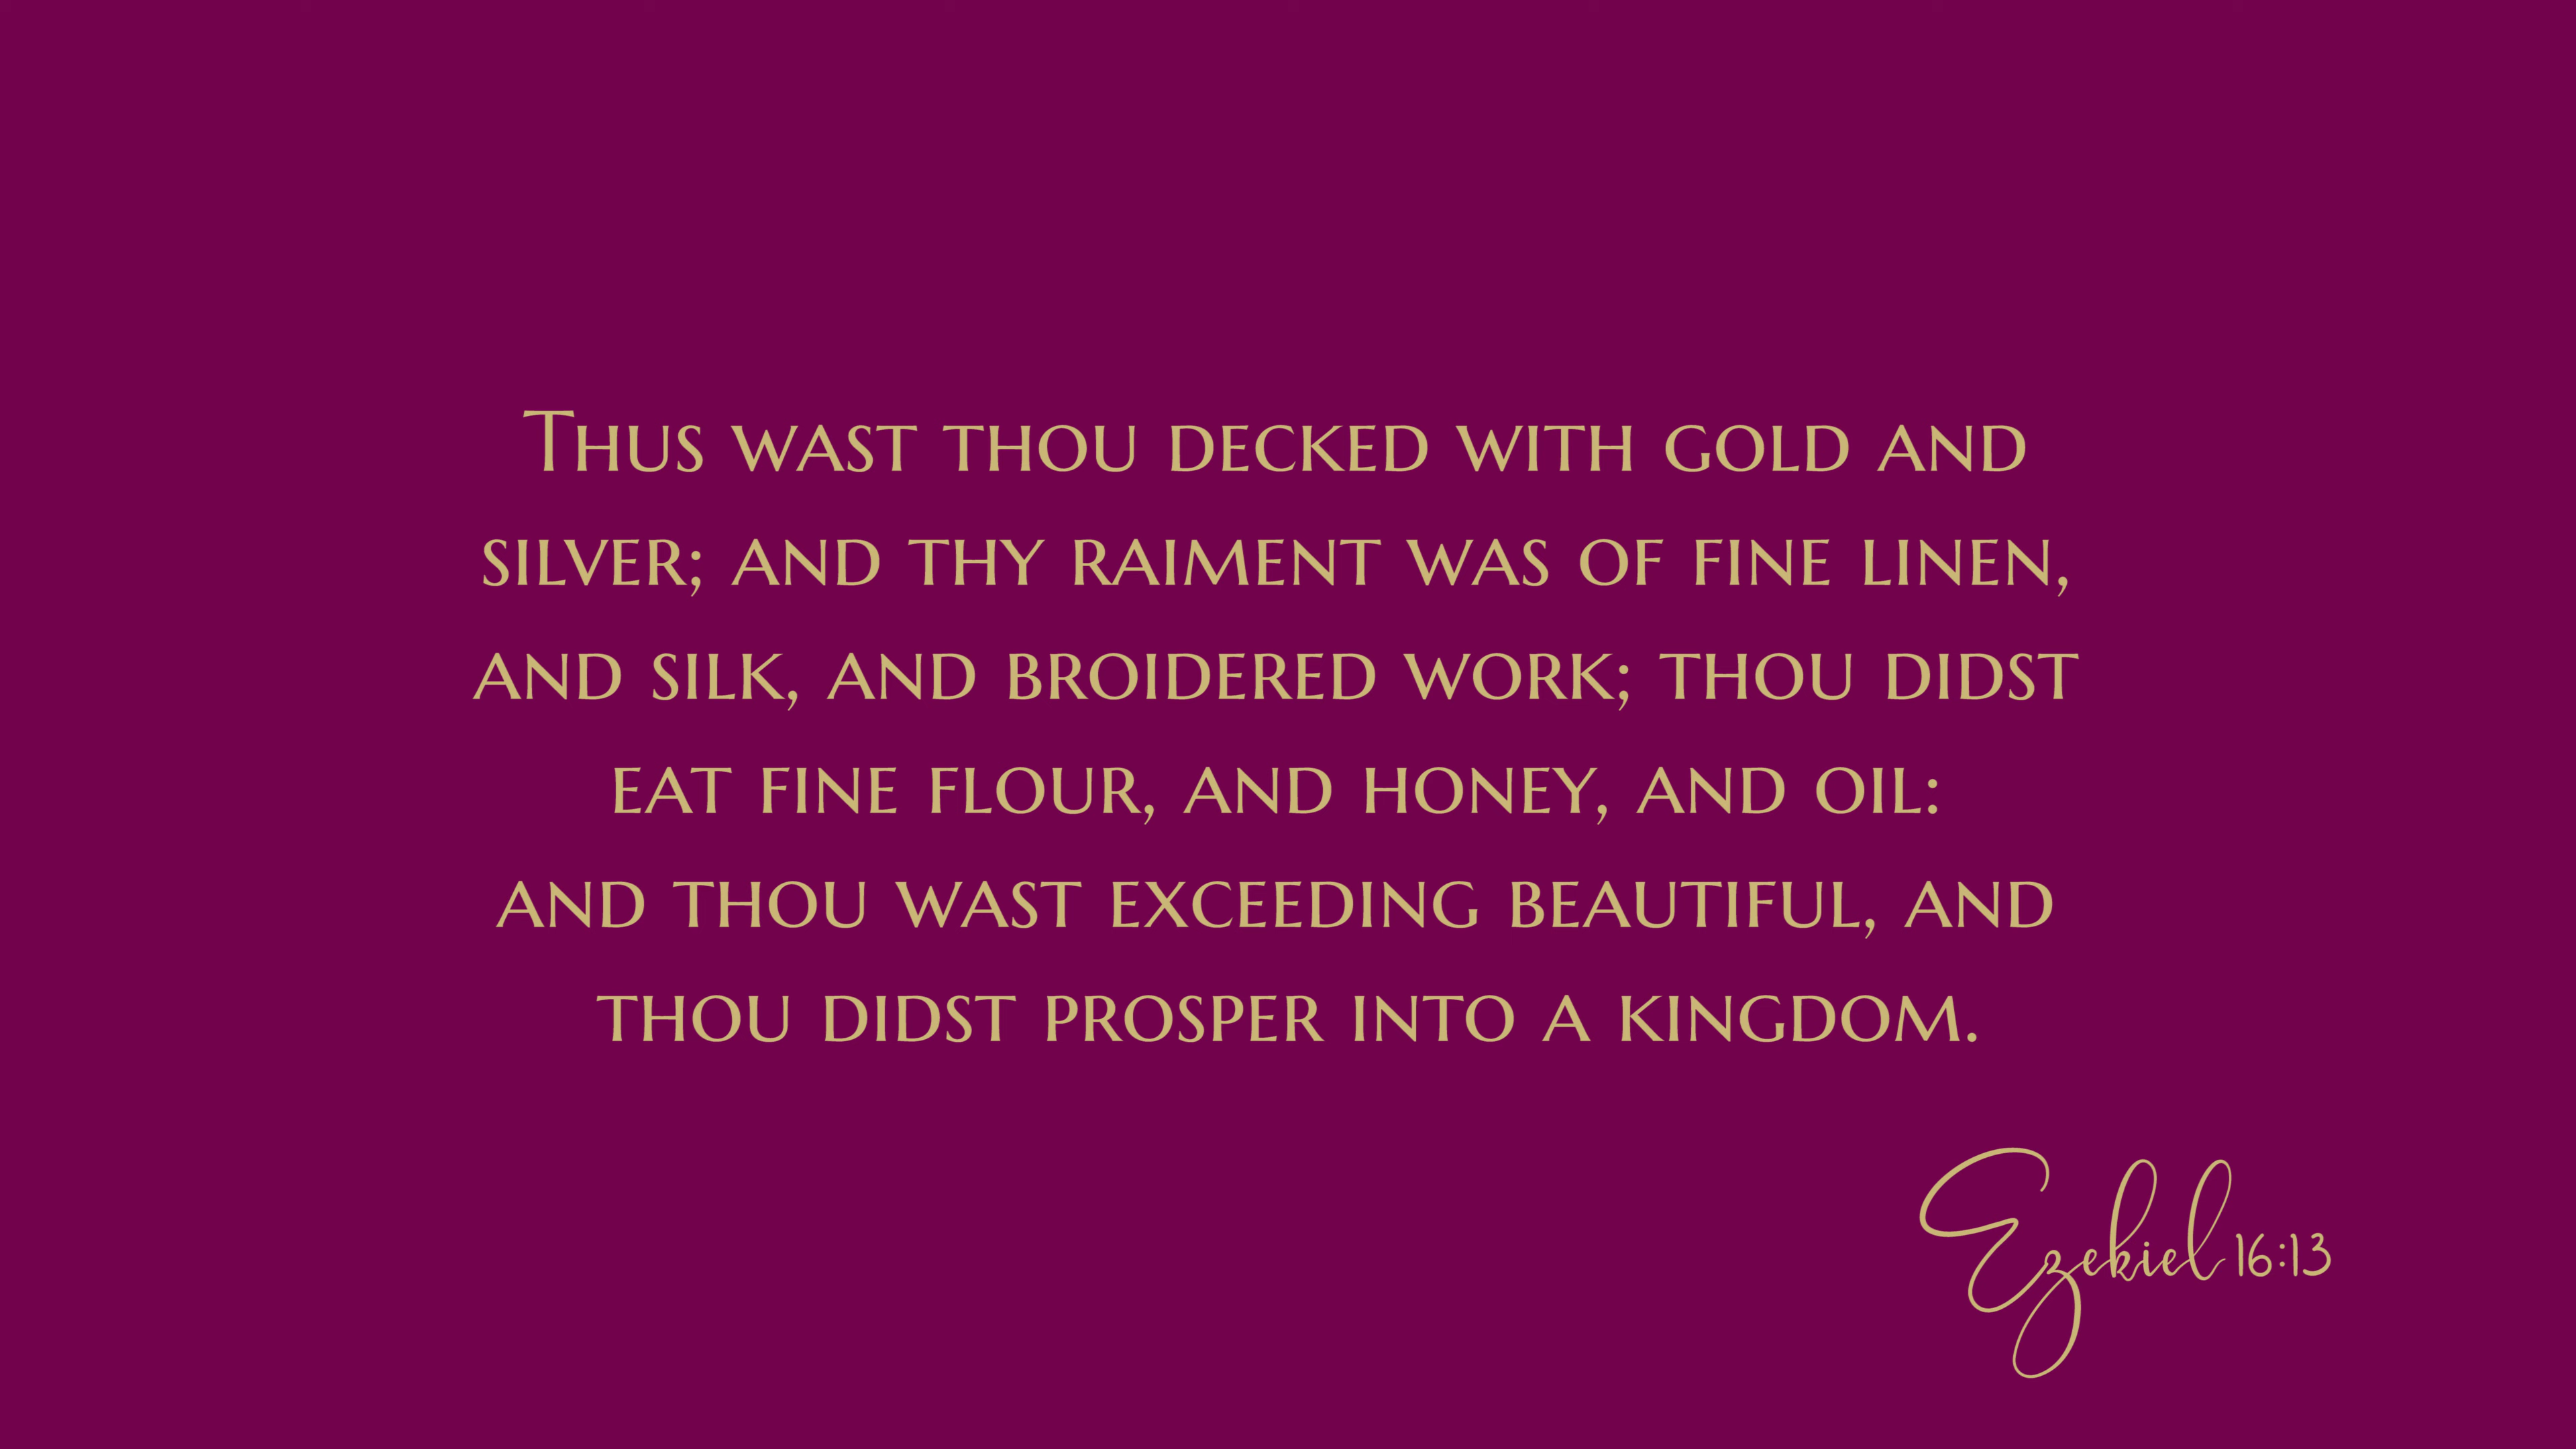 Thus wast thou decked with gold and
silver; and thy raiment was of fine linen,
and silk, and broidered work; thou didst
eat fine flour, and honey, and oil:
and thou wast exceeding beautiful, and
thou didst prosper into a kingdom.
Ezekiel 16:13